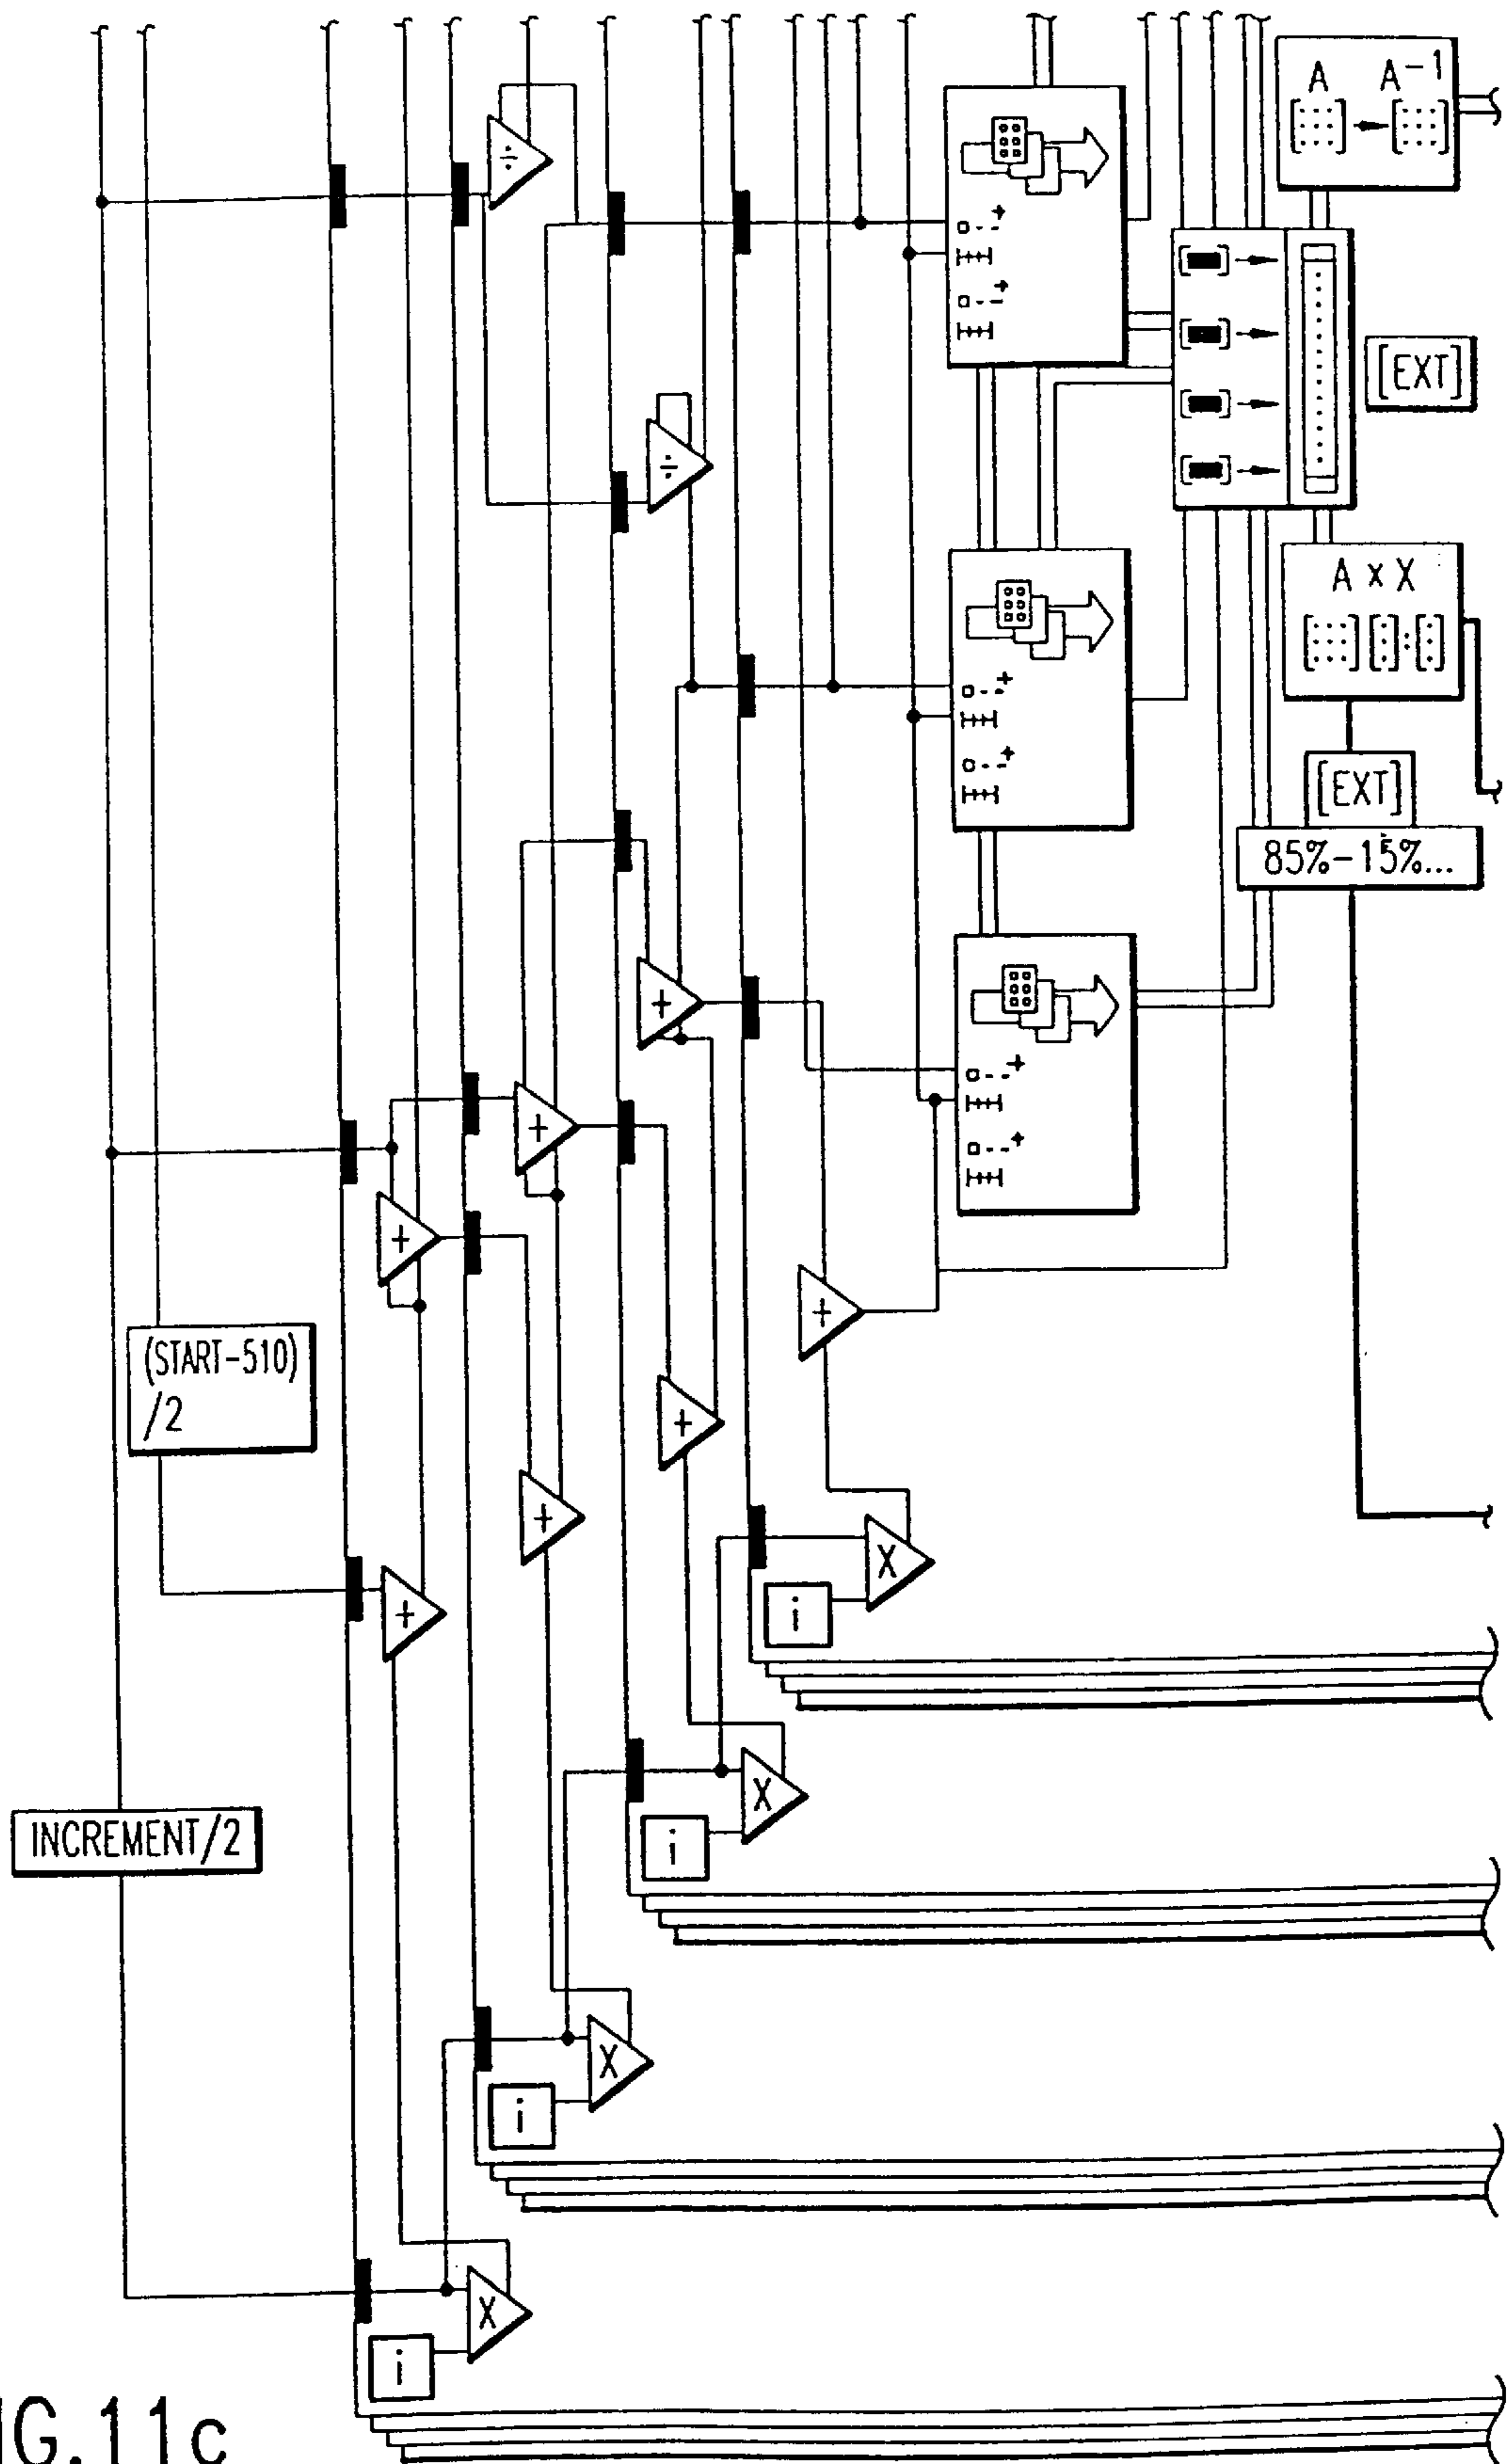 A A-1
[EXT]
A x X
[EXT]
85%-15%...
÷
÷
+
+
+
+
(START-510)
/2
+
+
+
X
i
X
i
INCREMENT/2
X
i
X
i
IG.11c